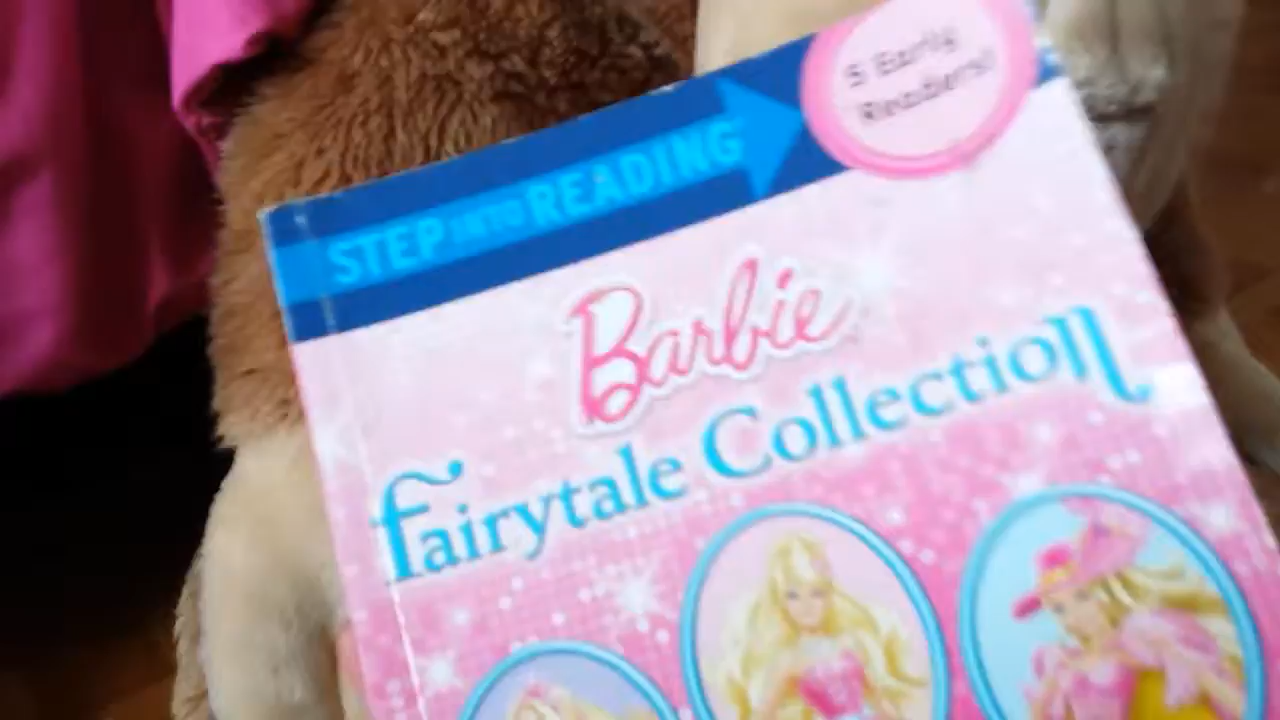 5 Early
Readers!
STEP INTO READING
Barbie
Fairytale Collection